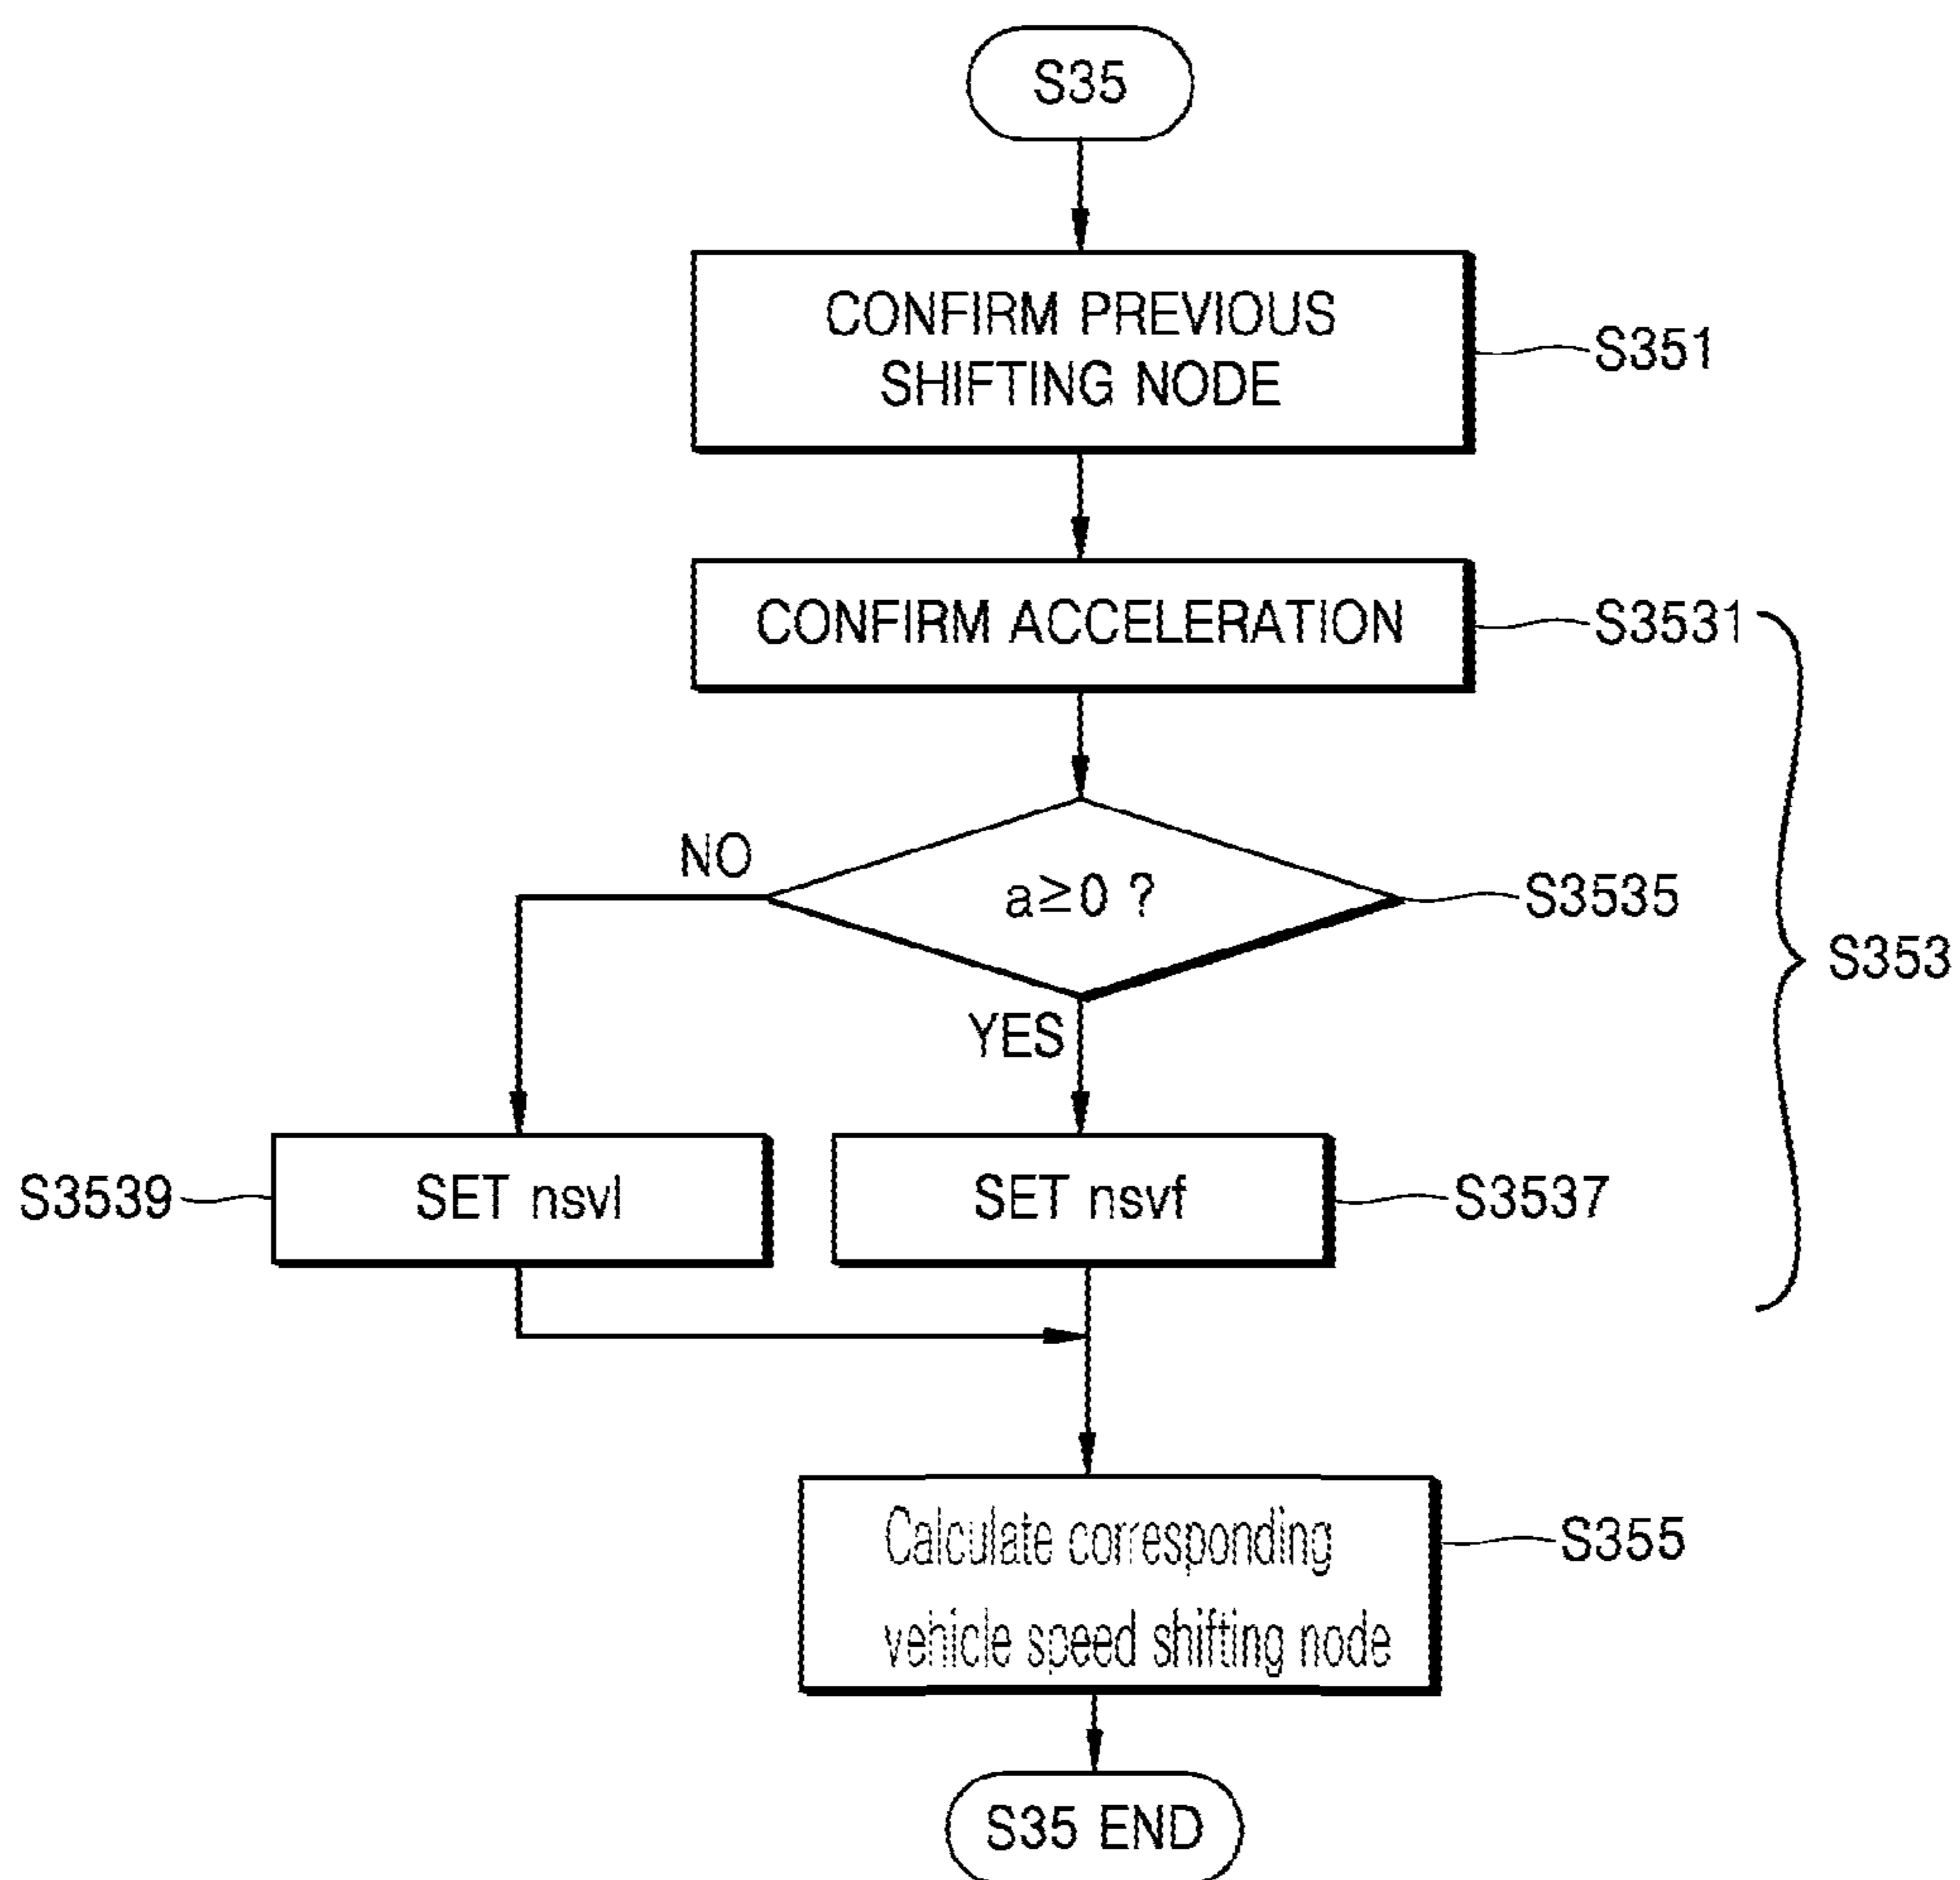 S35
CONFIRM PREVIOUS
SHIFTING NODE
S351
CONFIRM ACCELERATION
S3531
NO
a≥0 ?
S3535
S353
YES
S3539
SET nsvl
SET nsvf
S3537
Calculate corresponding
vehicle speed shifting node
S355
S35 END